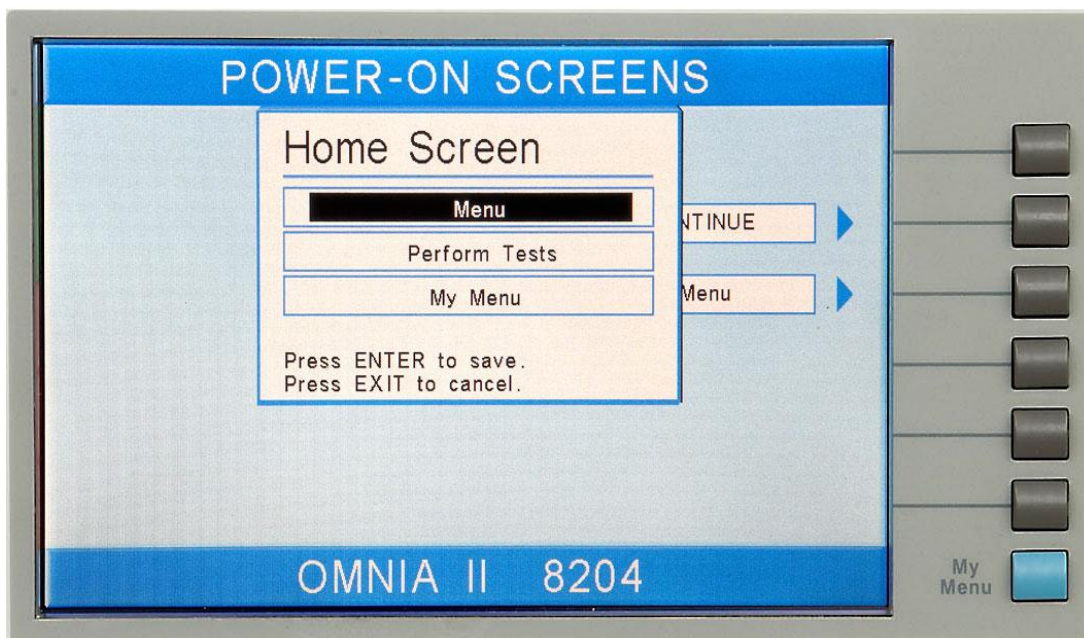 POWER-ON SCREENS
Home Screen
Menu
Perform Tests
My Menu
Press ENTER to save.
Press EXIT to cancel.
NTINUE
Menu
OMNIA II 8204
My
Menu